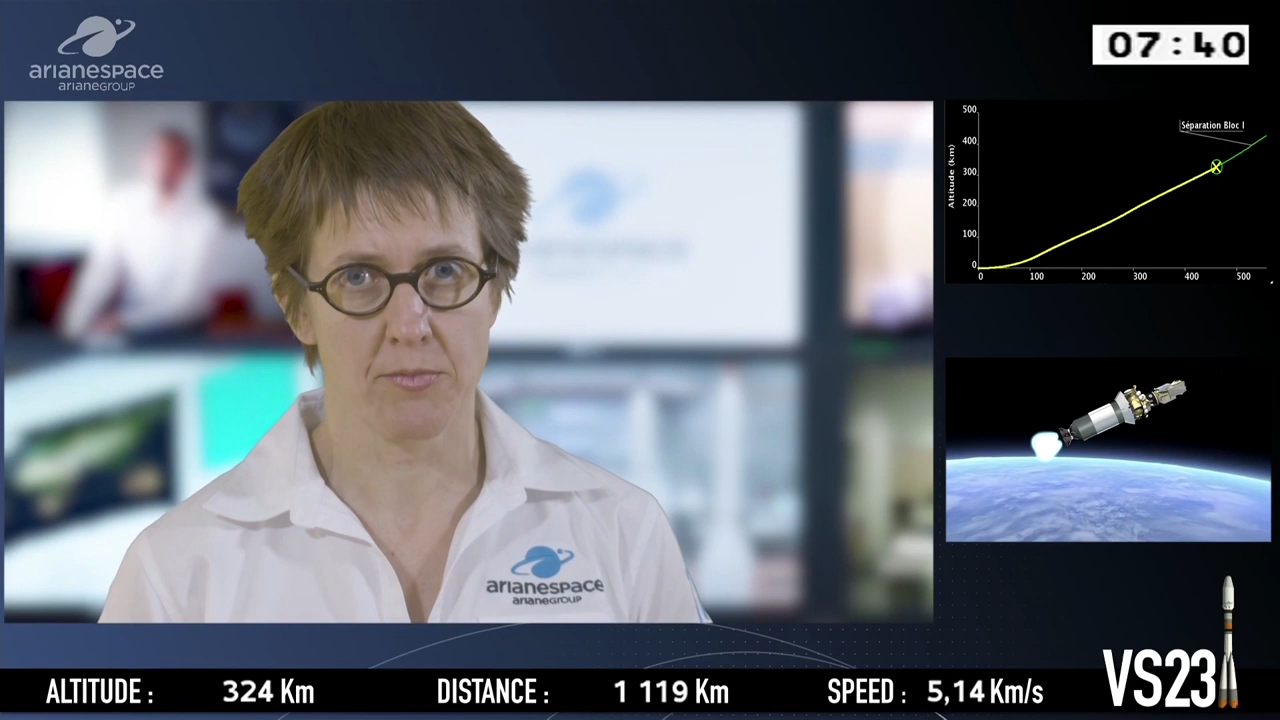 arianespace
arianeGROUP
07:40
500
400
300
200
100
0
Altitude (km)
Séparation Bloc I
0 100 200 300 400 500
arianespace
arianeGROUP
VS23
ALTITUDE : 324 Km DISTANCE : 1 119 Km SPEED : 5,14 Km/s